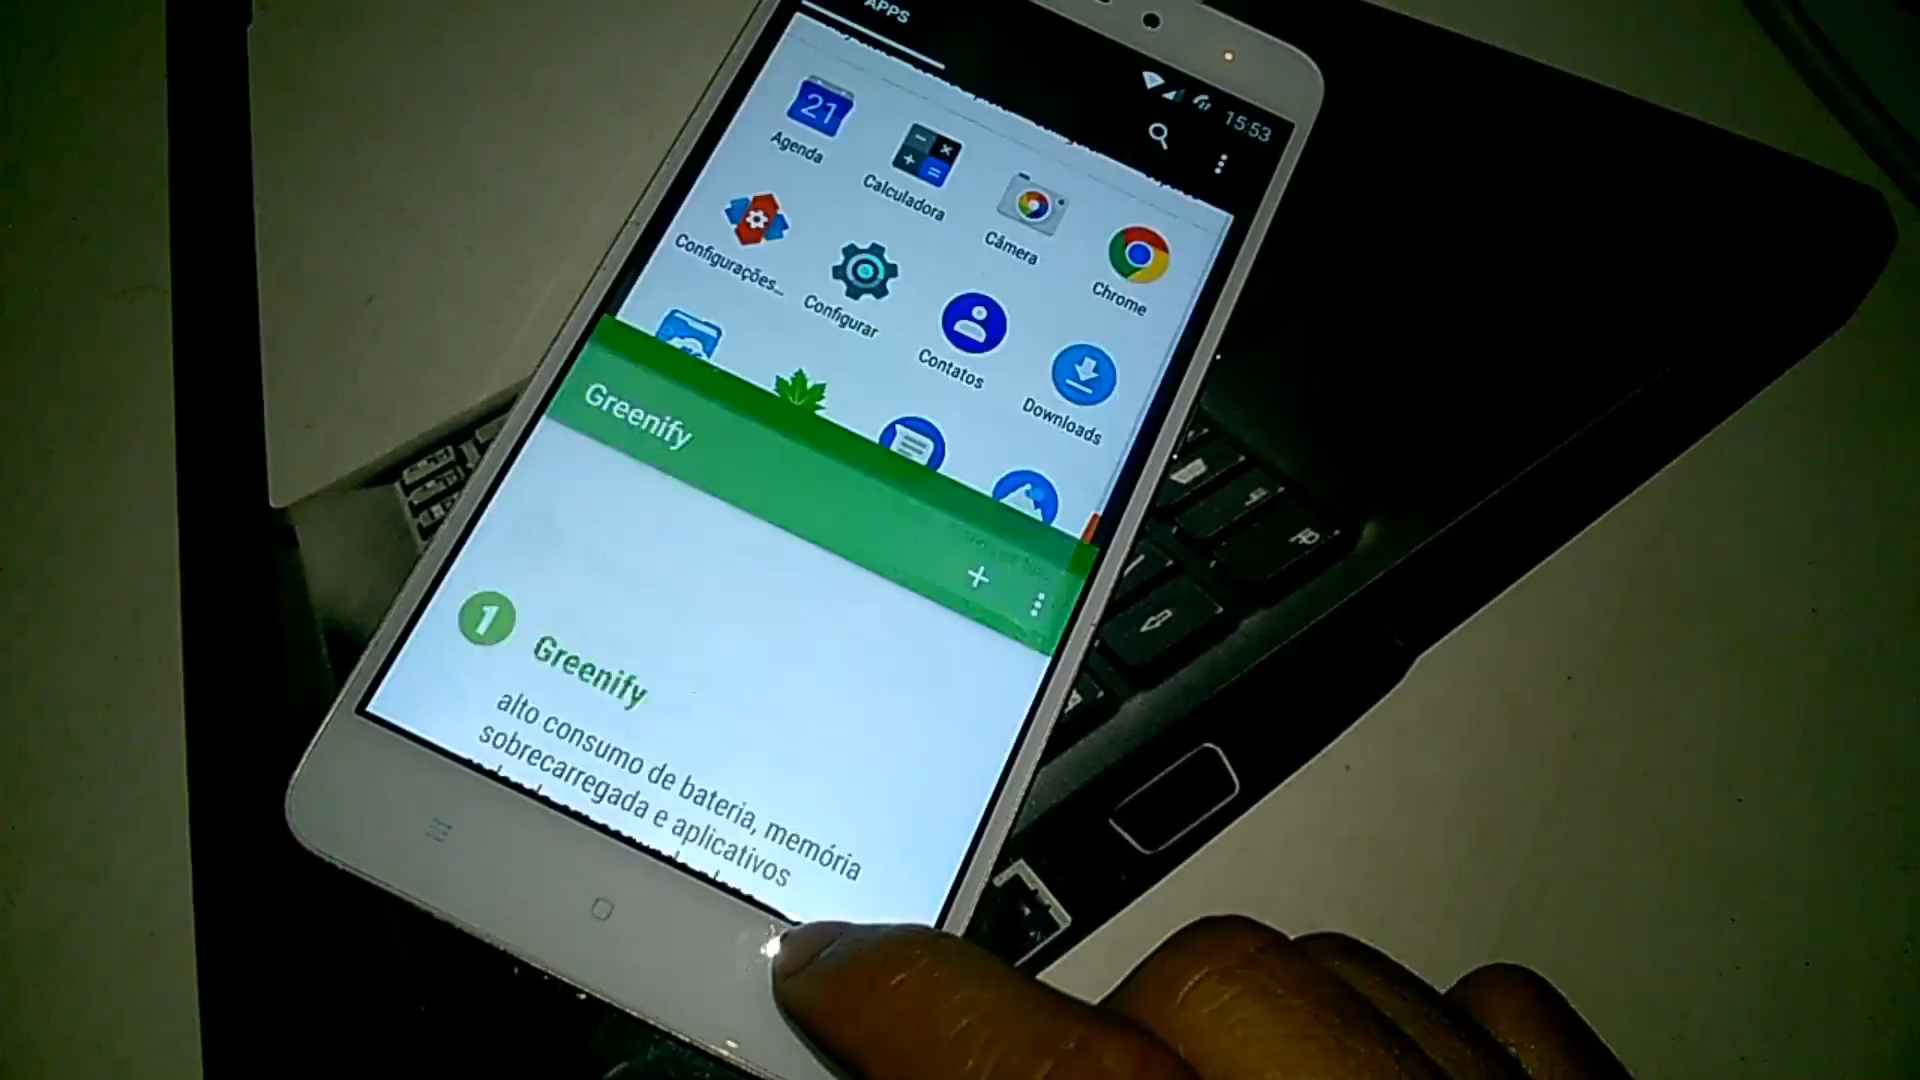 APPS
15:53
21
Agenda
Calculadora
Câmera
Chrome
Configurações...
Configurar
Contatos
Downloads
Greenify
1
Greenify
alto consumo de bateria, memória
sobrecarregada e aplicativos